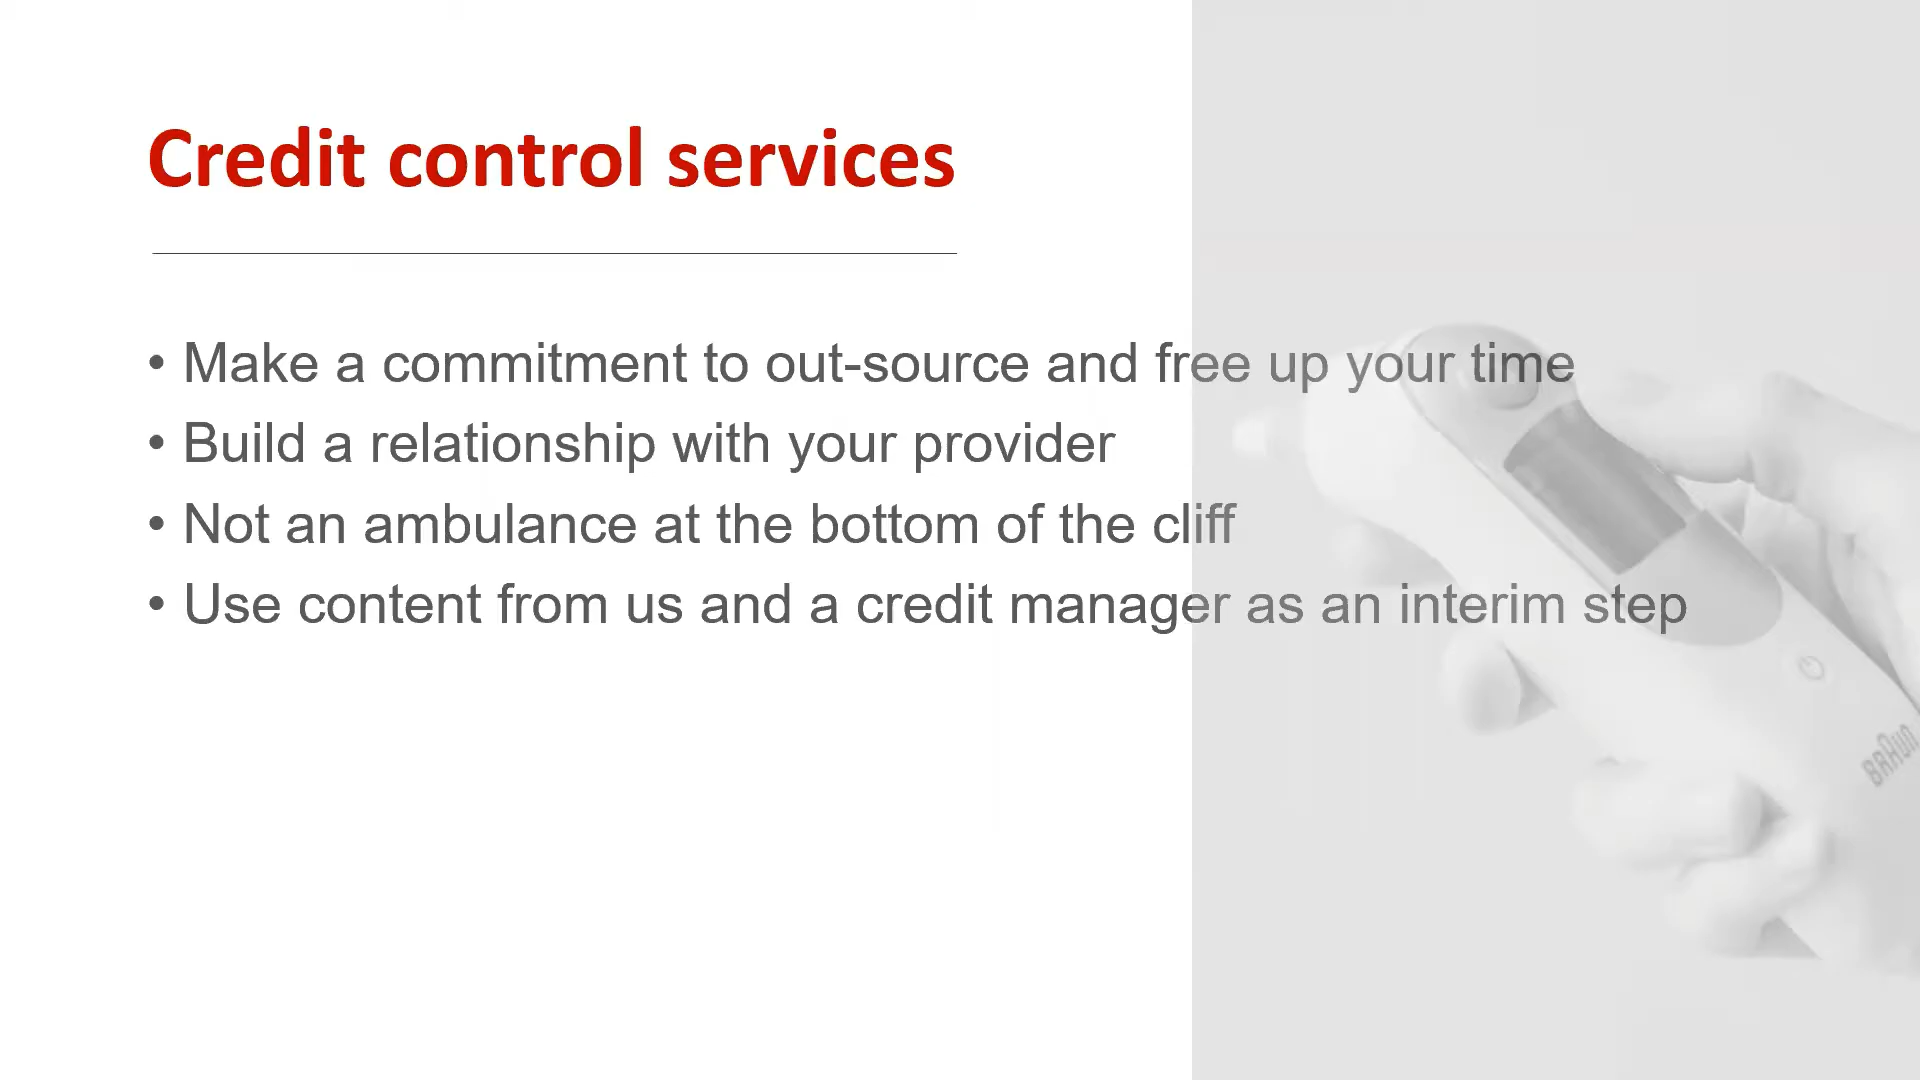 Credit control services
• Make a commitment to out-source and free up your time
• Build a relationship with your provider
• Not an ambulance at the bottom of the cliff
• Use content from us and a credit manager as an interim step
BRAUN